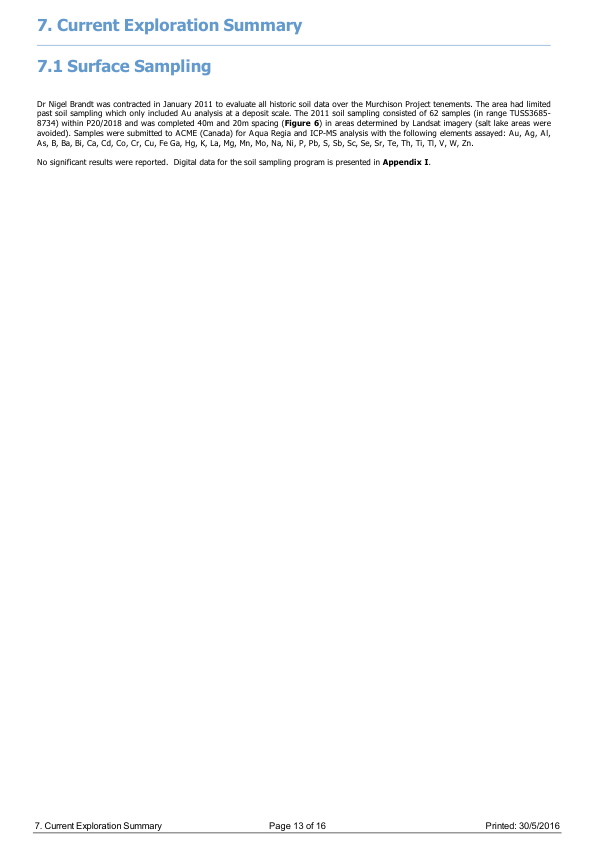 7. Current Exploration Summary
7.1 Surface Sampling
Dr Nigel Brandt was contracted in January 2011 to evaluate all historic soil data over the Murchison Project tenements. The area had limited
past soil sampling which only included Au analysis at a deposit scale. The 2011 soil sampling consisted of 62 samples (in range TUSS3685-
8734) within P20/2018 and was completed 40m and 20m spacing (Figure 6) in areas determined by Landsat imagery (salt lake areas were
avoided). Samples were submitted to ACME (Canada) for Aqua Regia and ICP-MS analysis with the following elements assayed: Au, Ag, Al,
As, B, Ba, Bi, Ca, Cd, Co, Cr, Cu, Fe Ga, Hg, K, La, Mg, Mn, Mo, Na, Ni, P, Pb, S, Sb, Sc, Se, Sr, Te, Th, Ti, Tl, V, W, Zn.
No significant results were reported.  Digital data for the soil sampling program is presented in Appendix I.
7. Current Exploration Summary Page 13 of 16 Printed: 30/5/2016